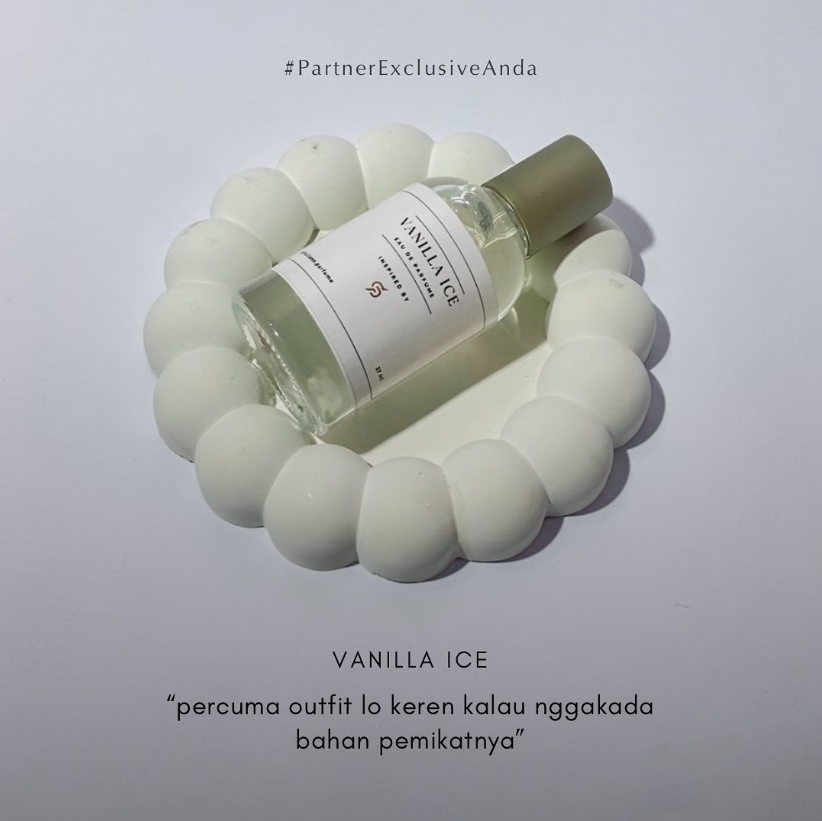 #PartnerExclusiveAnda
VANILLA ICE
EAU DE PARFUME
INSPIRED BY
VANILLA ICE
“percuma outfit lo keren kalau nggakada
bahan pemikatnya”